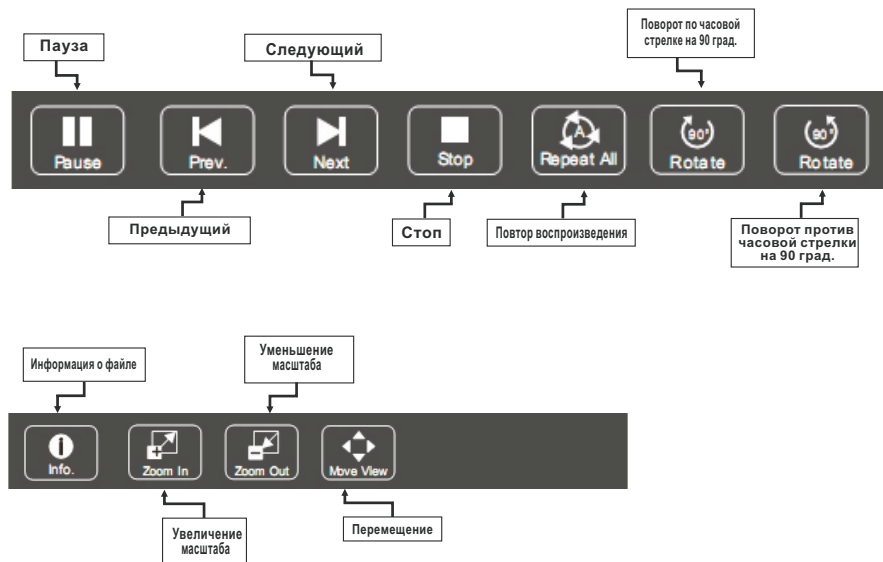 Поворот по часовой
стрелке на 90 град.
Пауза
Следующий
90°
90°
A
Pause
Prev.
Next
Stop
Repeat All
Rotate
Rotate
Предыдущий
Стоп
Повтор воспроизведения
Поворот против
часовой стрелки
на 90 град.
Информация о файле
Уменьшение
масштаба
Info.
Zoom In
Zoom Out
Move View
Увеличение
масштаба
Перемещение